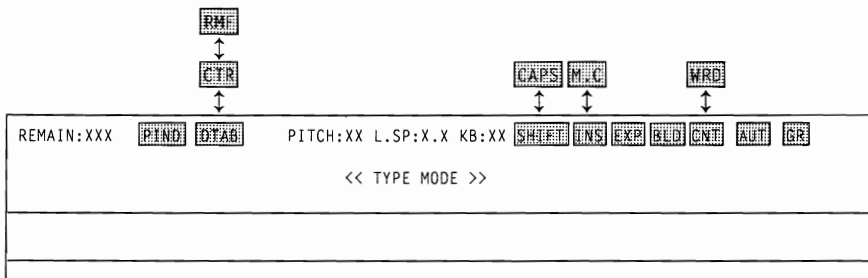 RMF
CTR CAPS M.C WRD
REMAIN:XXX PIND DTAB PITCH:XX L.SP:X.X KB:XX SHIFT INS EXP BLD CNT AUT GR
<< TYPE MODE >>